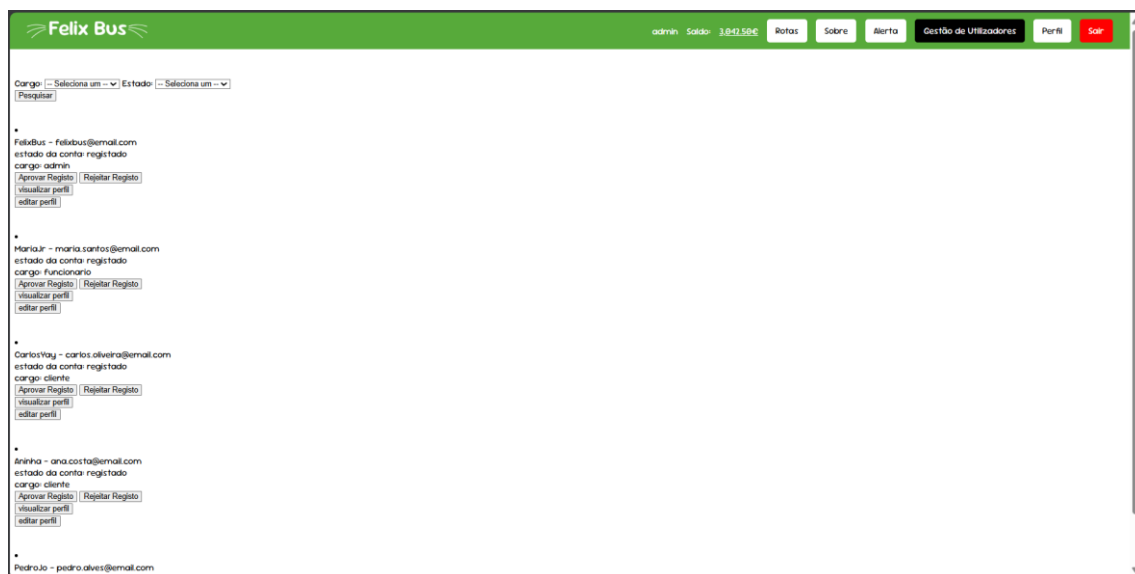 Felix Bus
admin Saldo: 3,042.50€ Rotas Sobre Alerta Gestão de Utilizadores Perfil Sair
Cargo: -- Seleciona um -- Estado: -- Seleciona um --
Pesquisar
FelixBus - felixbus@email.com
estado da conta: registado
cargo: admin
Aprovar Registo Rejeitar Registo
visualizar perfil
editar perfil
MariaJr - maria.santos@email.com
estado da conta: registado
cargo: funcionario
Aprovar Registo Rejeitar Registo
visualizar perfil
editar perfil
CarlosYay - carlos.oliveira@email.com
estado da conta: registado
cargo: cliente
Aprovar Registo Rejeitar Registo
visualizar perfil
editar perfil
Aninha - ana.costa@email.com
estado da conta: registado
cargo: cliente
Aprovar Registo Rejeitar Registo
visualizar perfil
editar perfil
PedroJo - pedro.alves@email.com